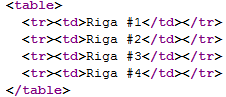 <table>
<tr><td>Riga #1</td></tr>
<tr><td>Riga #2</td></tr>
<tr><td>Riga #3</td></tr>
<tr><td>Riga #4</td></tr>
</table>